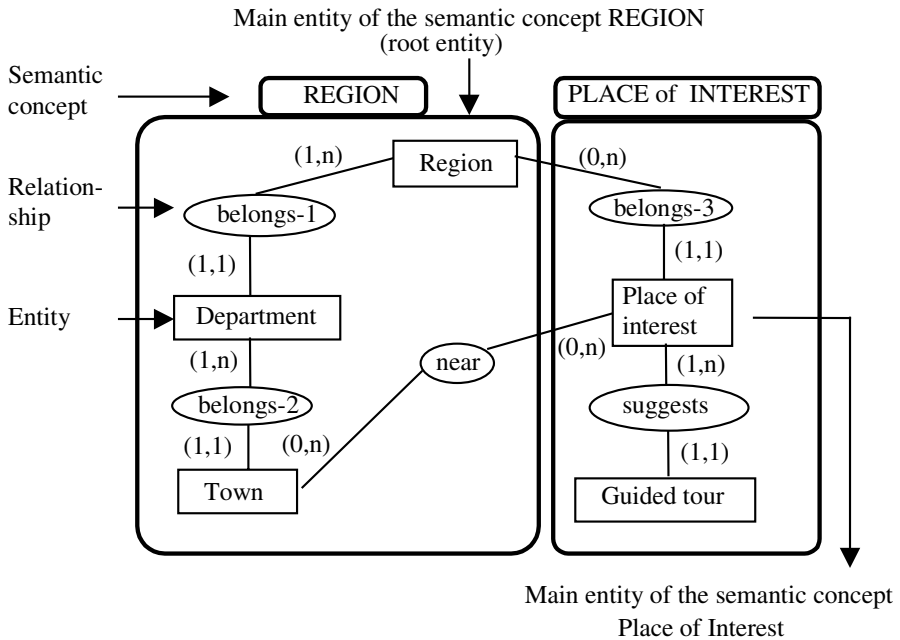 Main entity of the semantic concept REGION
(root entity)
Semantic
concept
REGION
PLACE of INTEREST
(1,n)
Region
(0,n)
Relation-
ship
belongs-1
belongs-3
(1,1)
(1,1)
Entity
Department
Place of
interest
(1,n)
near
(0,n)
(1,n)
belongs-2
suggests
(1,1)
(0,n)
(1,1)
Town
Guided tour
Main entity of the semantic concept
Place of Interest